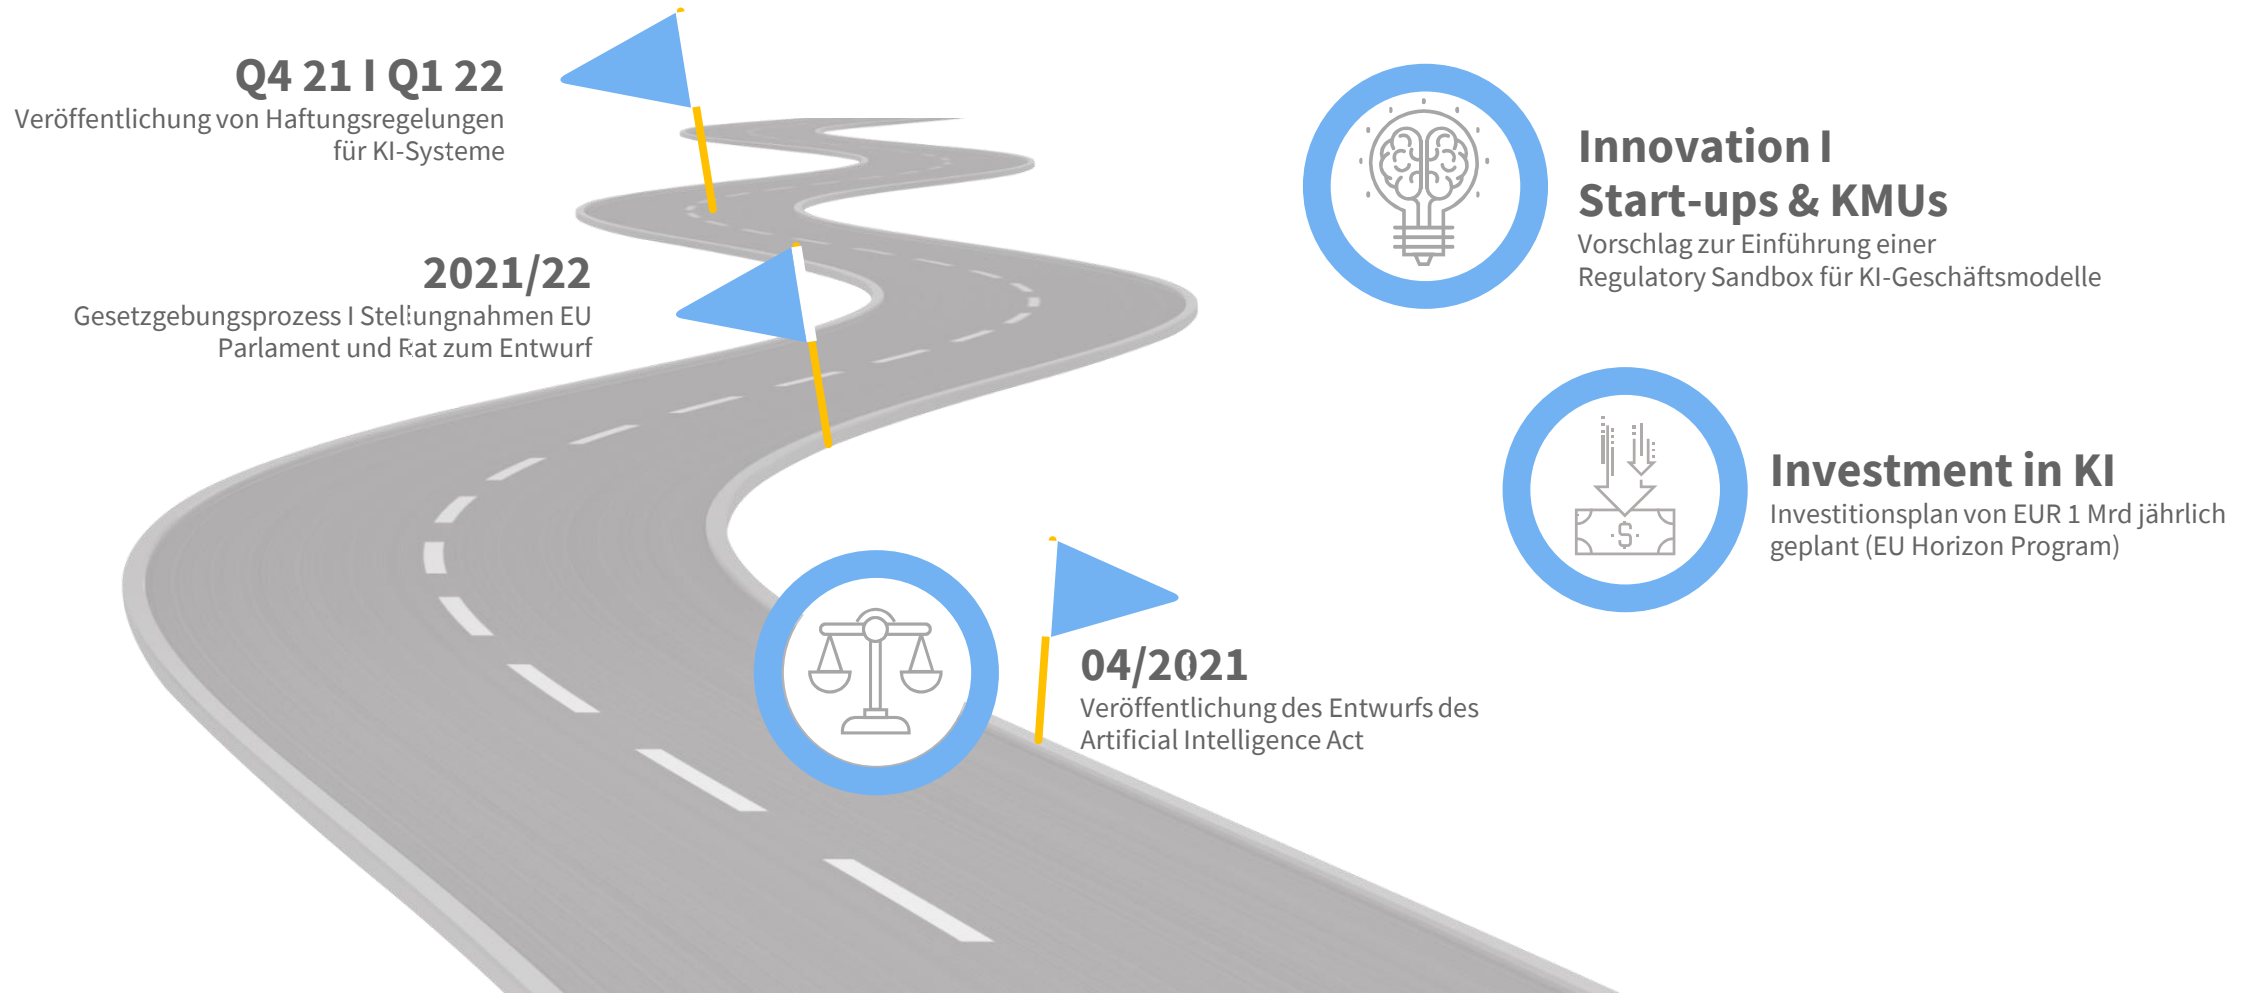 Q4 21 I Q1 22
Veröffentlichung von Haftungsregelungen
für KI-Systeme
2021/22
Gesetzgebungsprozess I Stellungnahmen EU
Parlament und Rat zum Entwurf
04/2021
Veröffentlichung des Entwurfs des
Artificial Intelligence Act
Innovation I
Start-ups & KMUs
Vorschlag zur Einführung einer
Regulatory Sandbox für KI-Geschäftsmodelle
Investment in KI
Investitionsplan von EUR 1 Mrd jährlich
geplant (EU Horizon Program)
$